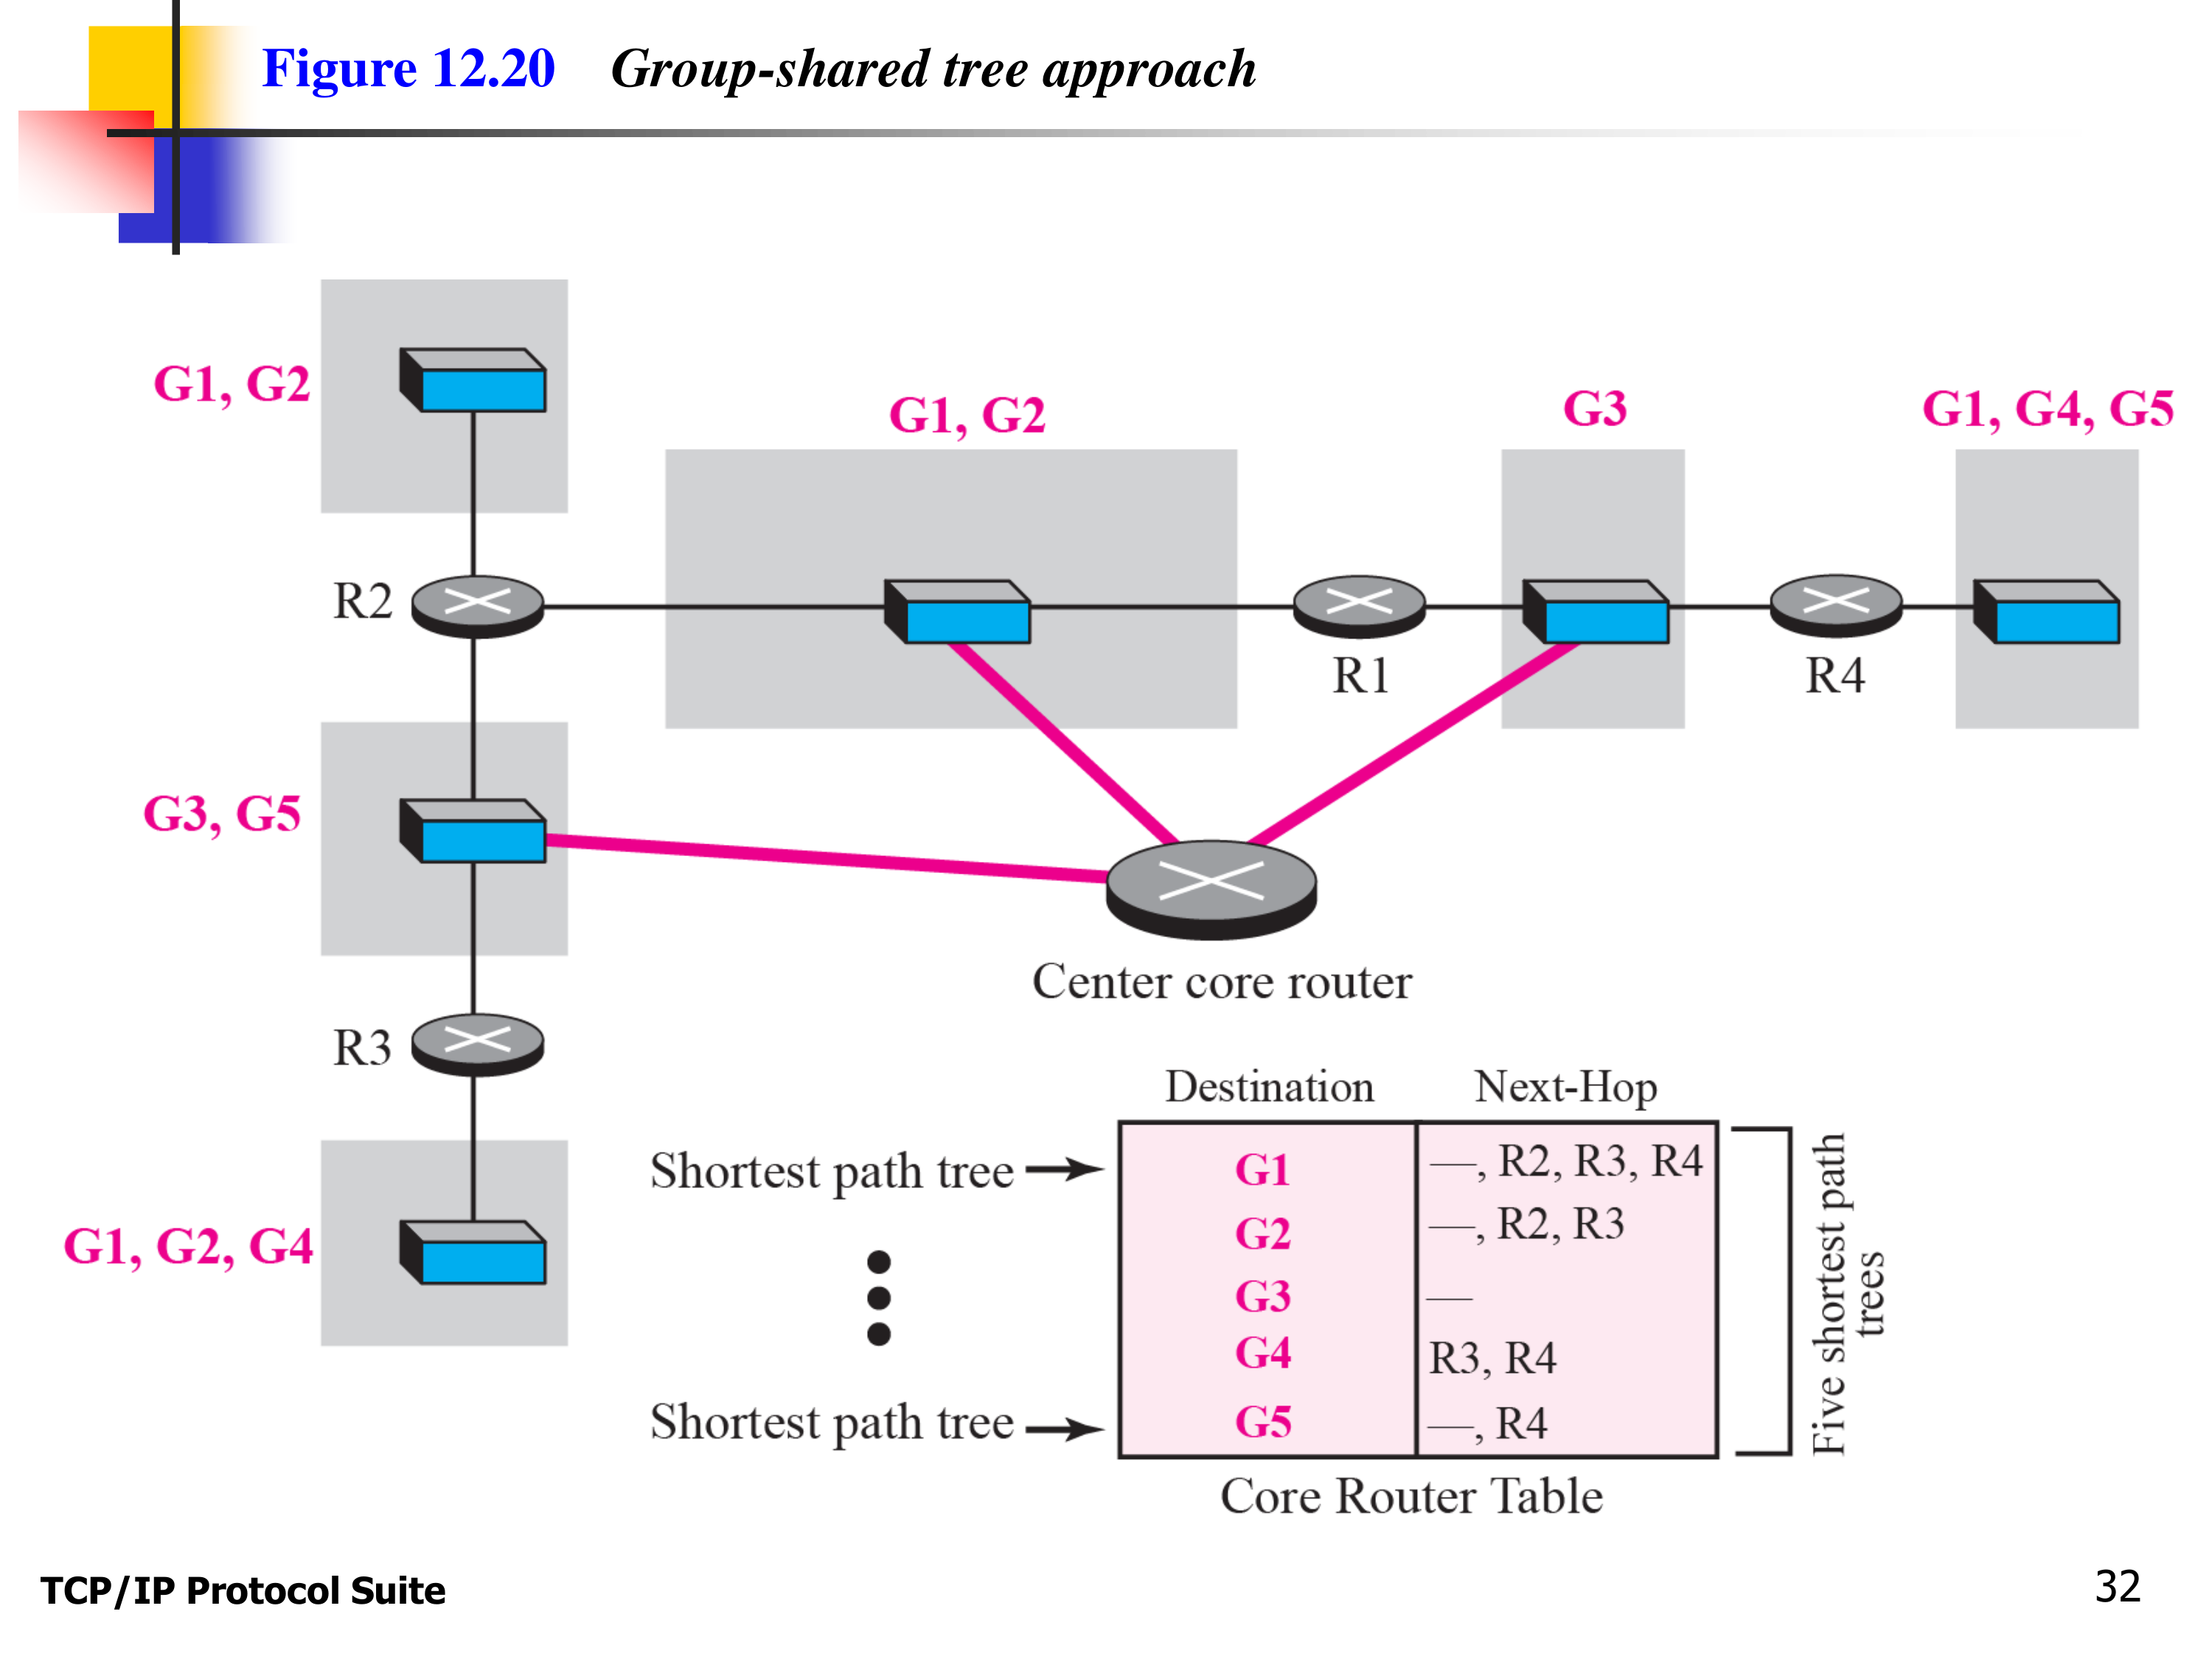 Figure 12.20 Group-shared tree approach
G1, G2
G1, G2
G3
G1, G4, G5
R2
R1
R4
G3, G5
Center core router
R3
G1, G2, G4
Destination Next-Hop
Shortest path tree G1 —, R2, R3, R4
G2 —, R2, R3
G3 —
G4 R3, R4
Shortest path tree G5 —, R4
Five shortest path
trees
Core Router Table
TCP/IP Protocol Suite 32